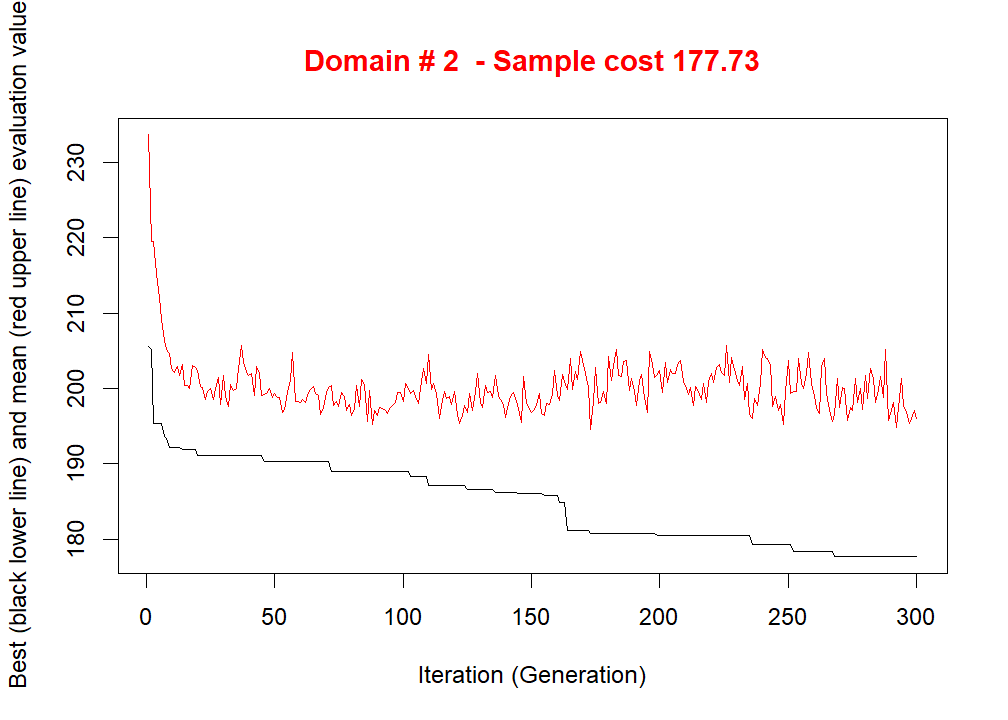 Domain # 2  - Sample cost 177.73
Best (black lower line) and mean (red upper line) evaluation value
230
220
210
200
190
180
0 50 100 150 200 250 300
Iteration (Generation)